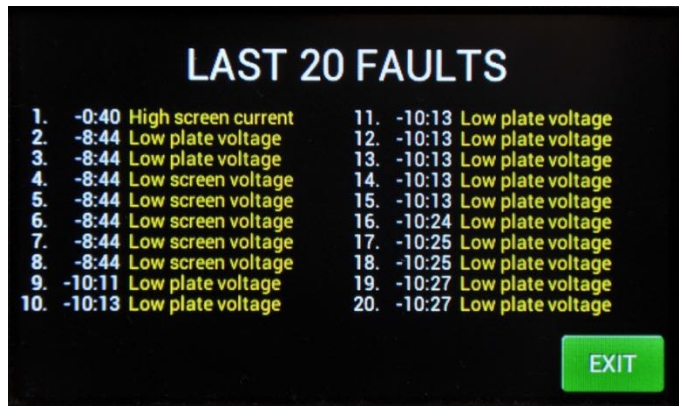 LAST 20 FAULTS
1. -0:40 High screen current
2. -8:44 Low plate voltage
3. -8:44 Low plate voltage
4. -8:44 Low screen voltage
5. -8:44 Low screen voltage
6. -8:44 Low screen voltage
7. -8:44 Low screen voltage
8. -8:44 Low screen voltage
9. -10:11 Low plate voltage
10. -10:13 Low plate voltage
11. -10:13 Low plate voltage
12. -10:13 Low plate voltage
13. -10:13 Low plate voltage
14. -10:13 Low plate voltage
15. -10:13 Low plate voltage
16. -10:24 Low plate voltage
17. -10:25 Low plate voltage
18. -10:25 Low plate voltage
19. -10:27 Low plate voltage
20. -10:27 Low plate voltage
EXIT